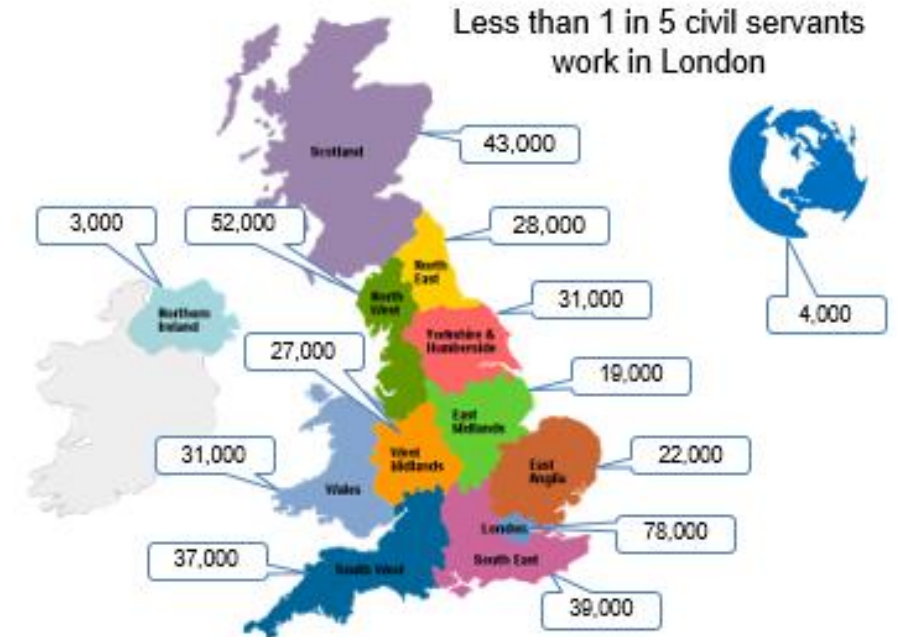 Less than 1 in 5 civil servants
work in London
43,000
Scotland
3,000
52,000
28,000
North
East
North
West
31,000
4,000
Northern
Ireland
Yorkshire &
Humberside
27,000
19,000
East
Midlands
West
Midlands
31,000
22,000
East
Anglia
Wales
London
78,000
37,000
South West
South East
39,000